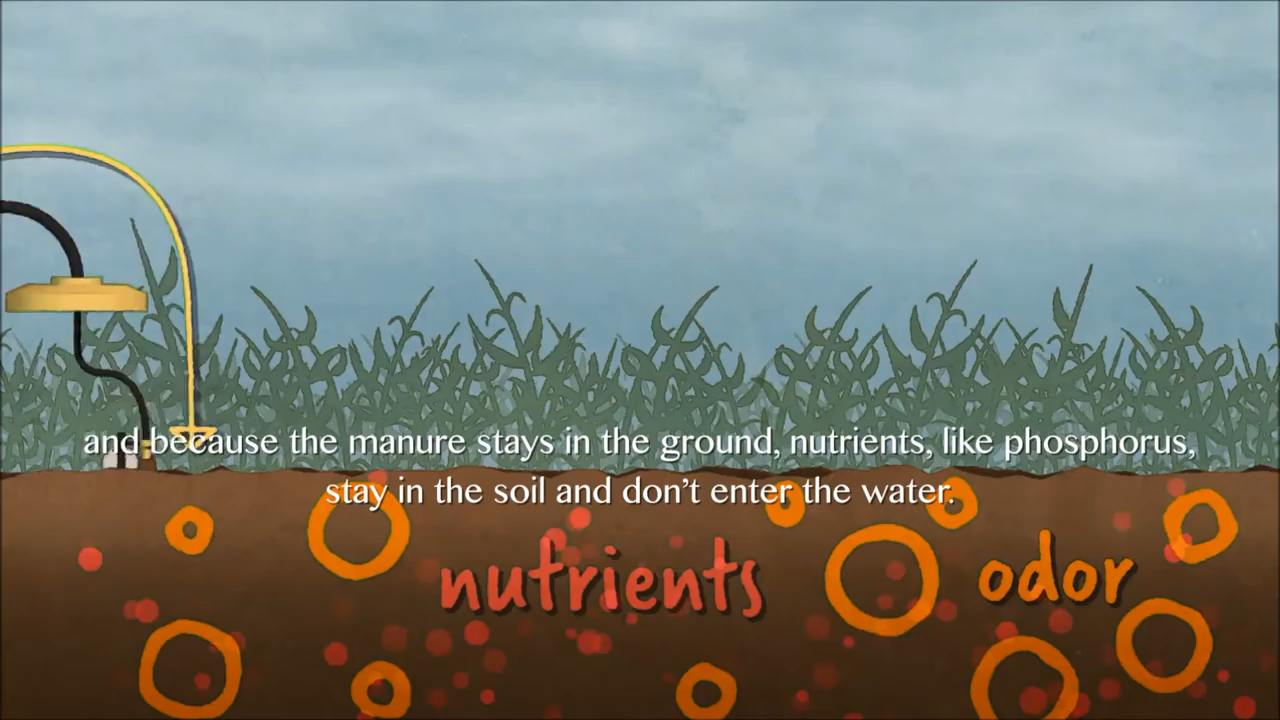 and because the manure stays in the ground, nutrients, like phosphorus,
stay in the soil and don't enter the water.
nutrients
odor